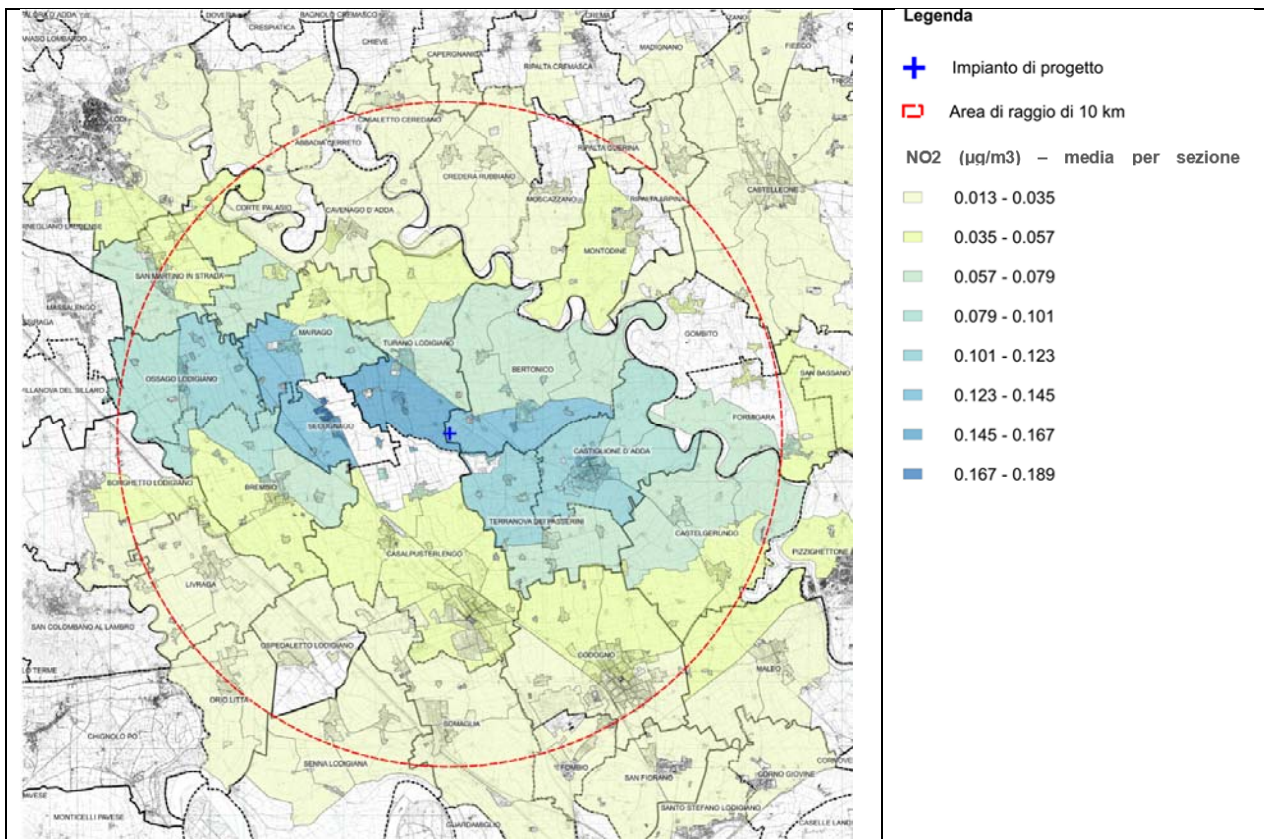 DOVERA
BAGNOLO CREMASCO
CREMA
CRESPIATICA
CHIEVE
CAPERGNANICA
MADIGNANO
FIESCO
RIPALTA CREMASCA
LODI
CASALETTO CEREDANO
ABBADIA CERRETO
RIPALTA GUERINA
CREDERA RUBBIANO
CASTELLEONE
MOSCAZZANO
RIPALTA ARPINA
CORTE PALASIO
CAVENAGO D' ADDA
MONTODINE
SAN MARTINO IN STRADA
MASSALENGO
MAIRAGO
TURANO LODIGIANO
GOMBITO
BERTONICO
SAN BASSANO
OSSAGO LODIGIANO
VILLANOVA DEL SILLARO
FORMIGARA
SECUGNAGO
CASTIGLIONE D' ADDA
BORGHETTO LODIGIANO
BREMBIO
TERRANOVA DEI PASSERINI
CASTELGERUNDO
CASALPUSTERLENGO
PIZZIGHETTONE
LIVRAGA
SAN COLOMBANO AL LAMBRO
OSPEDALETTO LODIGIANO
CODOGNO
MALEO
ORIO LITTA
SOMAGLIA
CHIGNOLO PO
SENNA LODIGIANA
FOMBIO
SAN FIORANO
CORNO GIOVINE
MONTICELLI PAVESE
GUARDAMIGLIO
SANTO STEFANO LODIGIANO
Legenda
Impianto di progetto
Area di raggio di 10 km
NO2 (µg/m3) – media per sezione
0.013 - 0.035
0.035 - 0.057
0.057 - 0.079
0.079 - 0.101
0.101 - 0.123
0.123 - 0.145
0.145 - 0.167
0.167 - 0.189